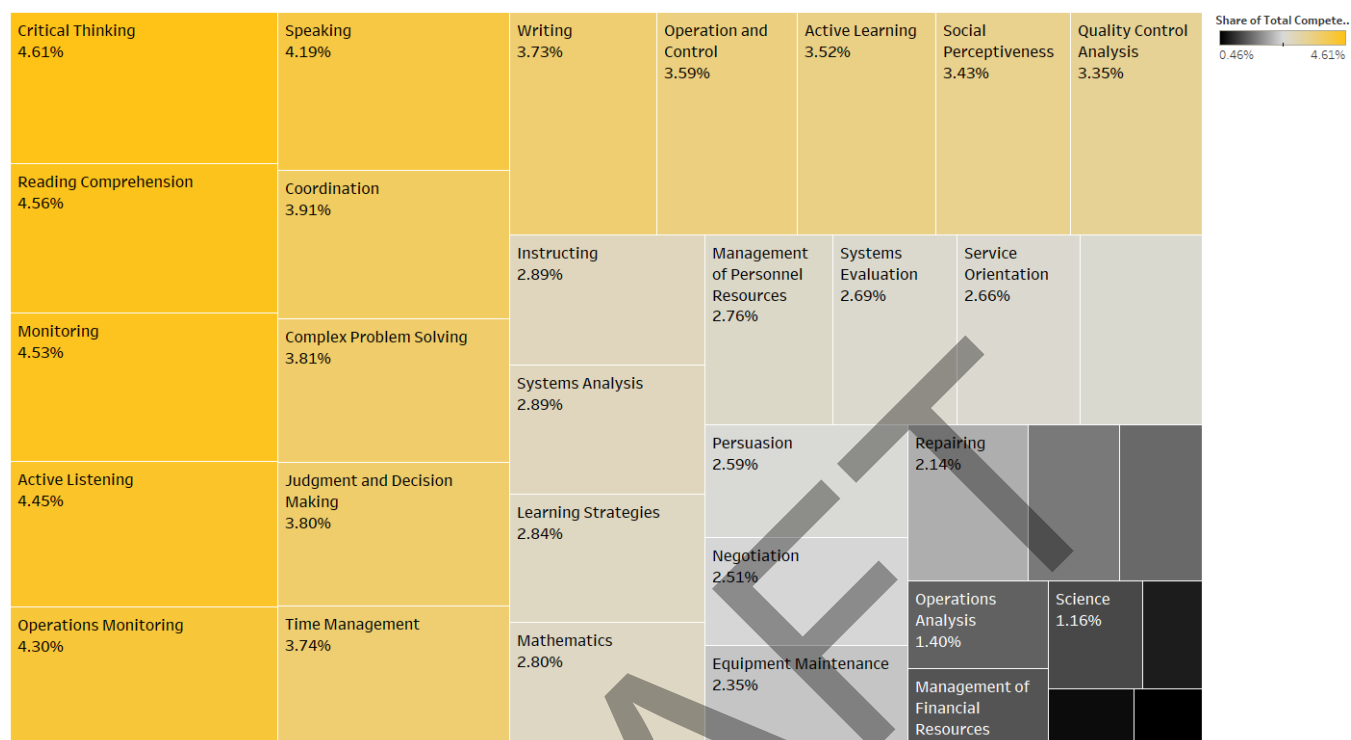 Critical Thinking
4.61%
Reading Comprehension
4.56%
Monitoring
4.53%
Active Listening
4.45%
Operations Monitoring
4.30%
Speaking
4.19%
Coordination
3.91%
Complex Problem Solving
3.81%
Judgment and Decision
Making
3.80%
Time Management
3.74%
Writing
3.73%
Operation and
Control
3.59%
Active Learning
3.52%
Social
Perceptiveness
3.43%
Quality Control
Analysis
3.35%
Instructing
2.89%
Systems Analysis
2.89%
Learning Strategies
2.84%
Mathematics
2.80%
Management
of Personnel
Resources
2.76%
Systems
Evaluation
2.69%
Service
Orientation
2.66%
Persuasion
2.59%
Negotiation
2.51%
Equipment Maintenance
2.35%
Repairing
2.14%
Operations
Analysis
1.40%
Management of
Financial
Resources
Science
1.16%
Share of Total Compete..
0.46% 4.61%